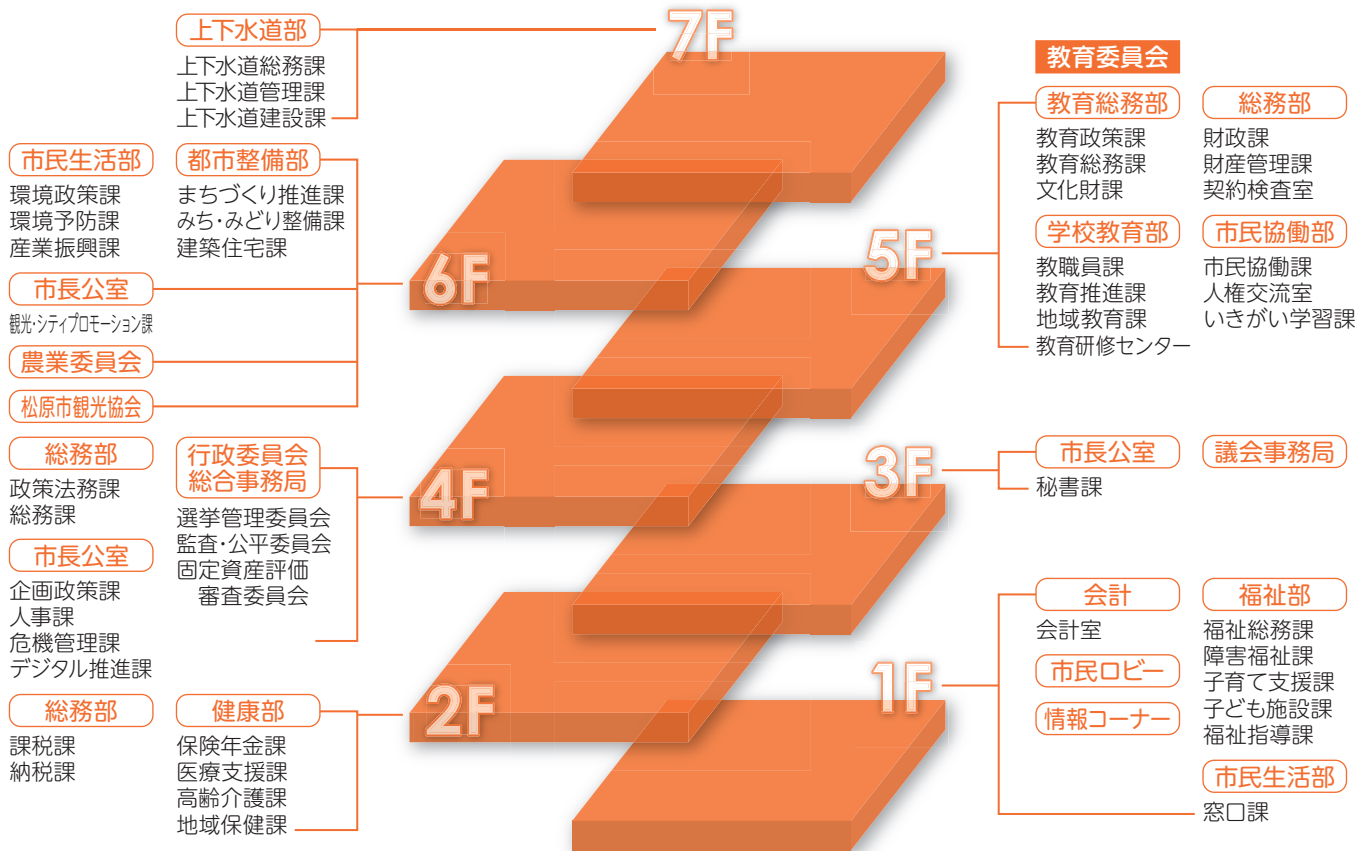 7F
上下水道部
上下水道総務課
上下水道管理課
上下水道建設課
6F
市民生活部
環境政策課
環境予防課
産業振興課
都市整備部
まちづくり推進課
みち・みどり整備課
建築住宅課
市長公室
観光・シティプロモーション課
農業委員会
松原市観光協会
5F
教育委員会
教育総務部
教育政策課
教育総務課
文化財課
総務部
財政課
財産管理課
契約検査室
学校教育部
教職員課
教育推進課
地域教育課
教育研修センター
市民協働部
市民協働課
人権交流室
いきがい学習課
4F
総務部
政策法務課
総務課
行政委員会
総合事務局
選挙管理委員会
監査・公平委員会
固定資産評価
審査委員会
市長公室
企画政策課
人事課
危機管理課
デジタル推進課
3F
市長公室
秘書課
議会事務局
2F
総務部
課税課
納税課
健康部
保険年金課
医療支援課
高齢介護課
地域保健課
1F
会計
会計室
市民ロビー
情報コーナー
福祉部
福祉総務課
障害福祉課
子育て支援課
子ども施設課
福祉指導課
市民生活部
窓口課